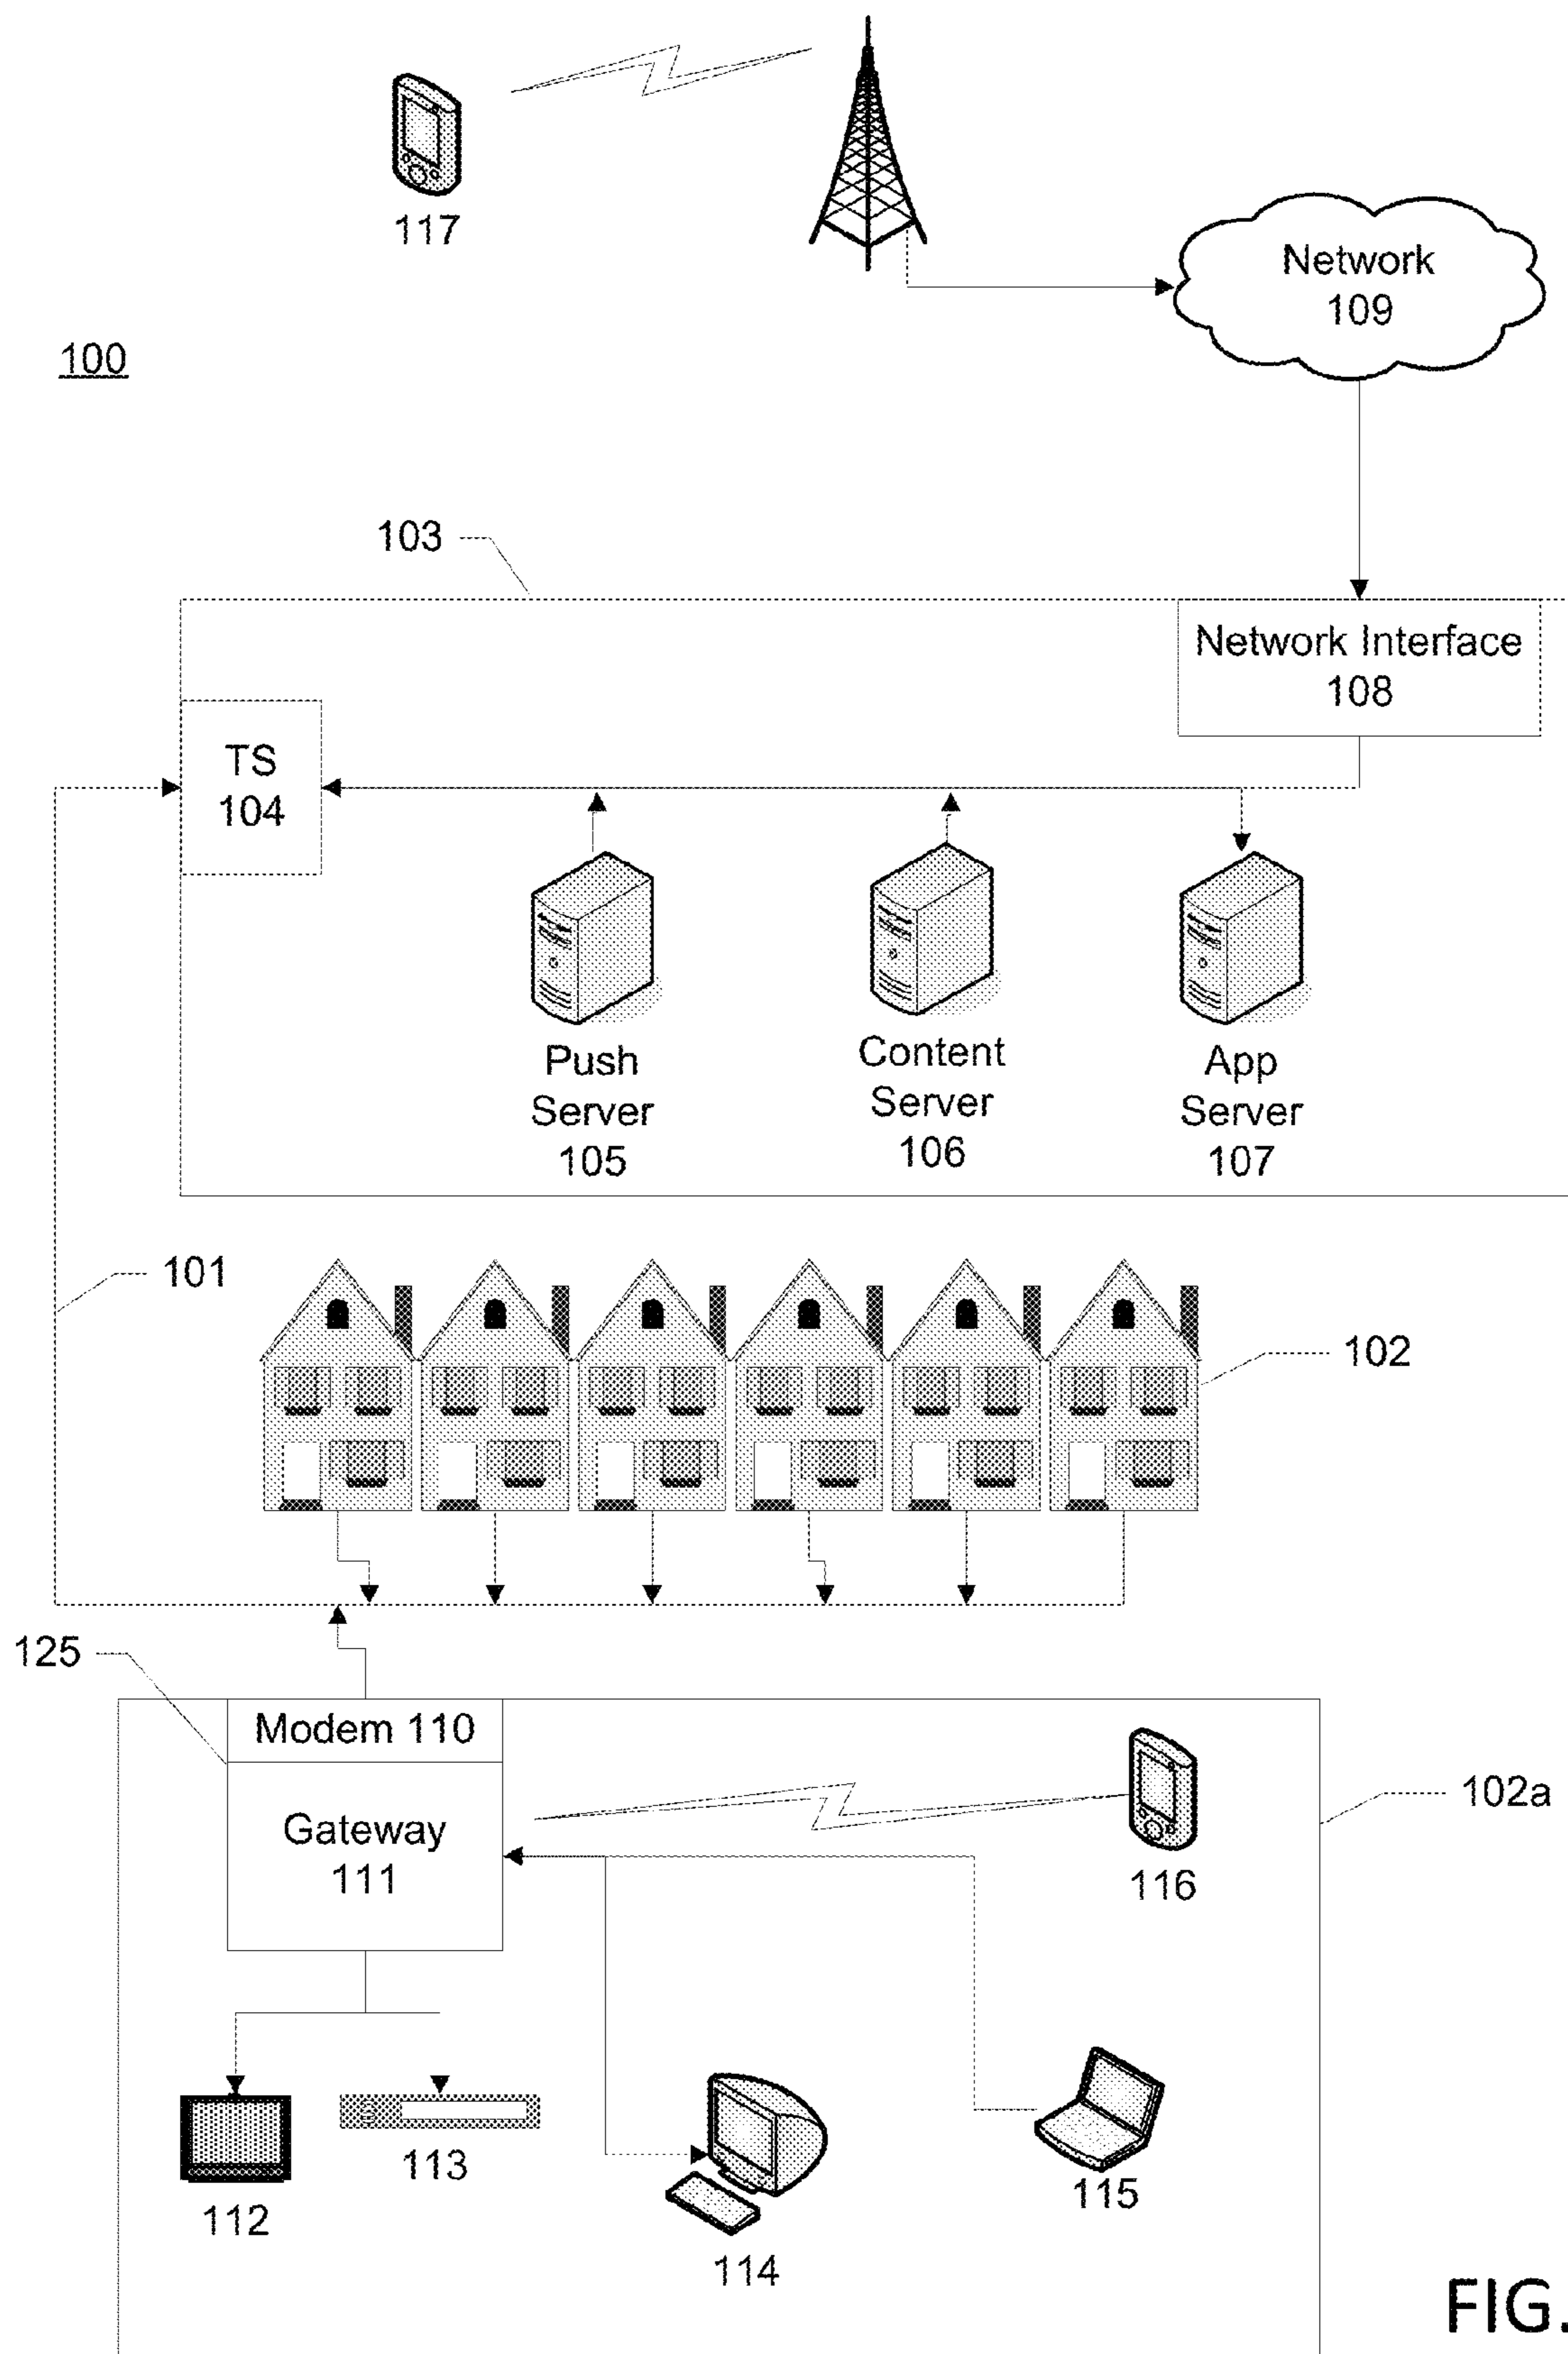 117
Network
109
100
103
Network Interface
108
TS
104
Push
Server
105
Content
Server
106
App
Server
107
101
102
125
Modem 110
Gateway
111
116
102a
112
113
114
115
FIG.